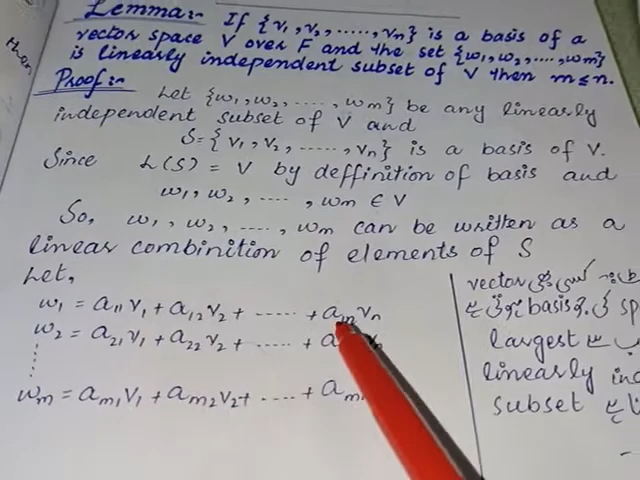 Lemma:- If {v1, v2, ....., vn} is a basis of a
vector space V over F and the set {w1, w2, ...., wm}
is linearly independent subset of V then m ≤ n.
Proof:-
Let {w1, w2, ...., wm} be any linearly
independent subset of V and
S = {v1, v2, ....., vn} is a basis of V.
Since L(S) = V by deffinition of basis and
w1, w2, ...., wm ∈ V
So, w1, w2, ...., wm can be written as a
linear combinition of elements of S
Let,
w1 = a11 v1 + a12 v2 + ..... + a1n vn
w2 = a21 v1 + a22 v2 + ..... + a
wm = am1 v1 + am2 v2 + .... + am
then
vector
basis
largest
linearly ind
subset